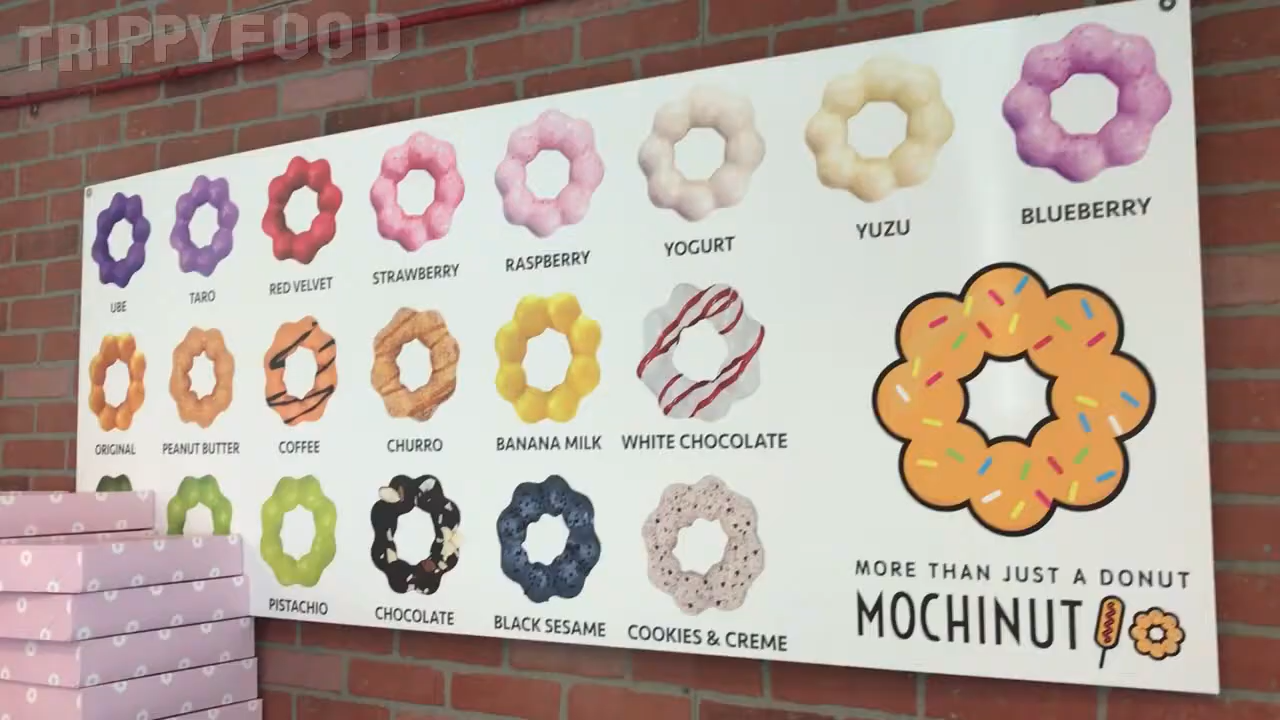 TRIPPYFOOD
UBE
TARO
RED VELVET
STRAWBERRY
RASPBERRY
YOGURT
YUZU
BLUEBERRY
ORIGINAL
PEANUT BUTTER
COFFEE
CHURRO
BANANA MILK
WHITE CHOCOLATE
PISTACHIO
CHOCOLATE
BLACK SESAME
COOKIES & CREME
MORE THAN JUST A DONUT
MOCHINUT